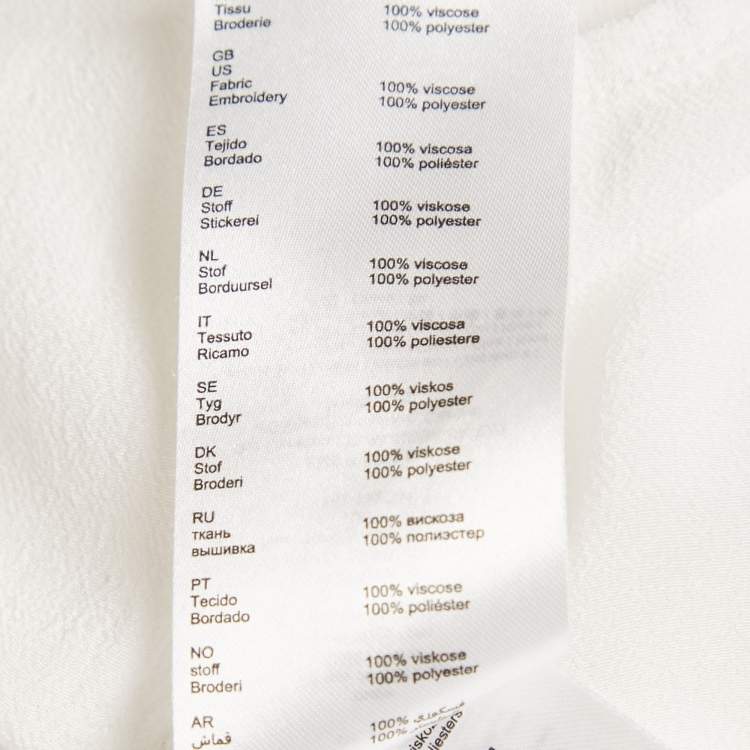 Tissu 100% viscose
Broderie 100% polyester
GB
US
Fabric 100% viscose
Embroidery 100% polyester
ES
Tejido 100% viscosa
Bordado 100% poliéster
DE
Stoff 100% viskose
Stickerei 100% polyester
NL
Stof 100% viscose
Borduursel 100% polyester
IT
Tessuto 100% viscosa
Ricamo 100% poliestere
SE
Tyg 100% viskos
Brodyr 100% polyester
DK
Stof 100% viskose
Broderi 100% polyester
RU
ткань 100% вискоза
вышивка 100% полиэстер
PT
Tecido 100% viscose
Bordado 100% poliéster
NO
stoff 100% viskose
Broderi 100% polyester
AR
قماش 100%
100%